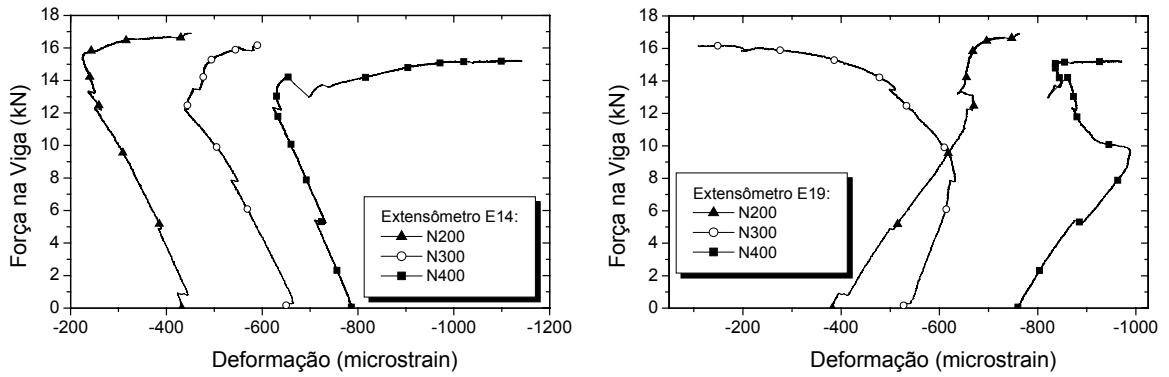 18
16
14
12
10
8
6
4
2
0
Força na Viga (kN)
Extensômetro E14:
N200
N300
N400
-200 -400 -600 -800 -1000 -1200
Deformação (microstrain)
18
16
14
12
10
8
6
4
2
0
Força na Viga (kN)
Extensômetro E19:
N200
N300
N400
-200 -400 -600 -800 -1000
Deformação (microstrain)